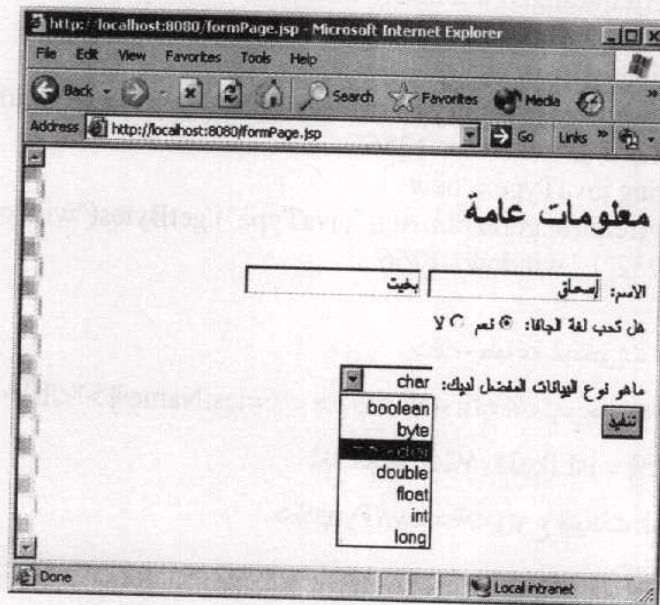 http://localhost:8080/formPage.jsp - Microsoft Internet Explorer
File Edit View Favorites Tools Help
Back Search Favorites Media
Address http://localhost:8080/formPage.jsp Go Links
معلومات عامة
الاسم: إسحاق بخيت
هل تحب لغة الجافا: نعم لا
ماهو نوع البيانات المفضل لديك: char
boolean
byte
char
double
float
int
long
تنفيذ
Done Local intranet